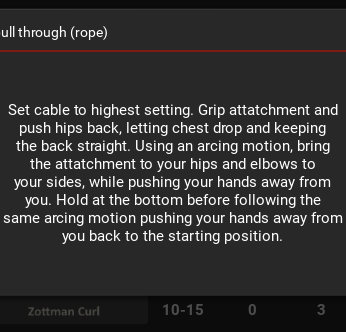 ull through (rope)
Set cable to highest setting. Grip attatchment and
push hips back, letting chest drop and keeping
the back straight. Using an arcing motion, bring
the attatchment to your hips and elbows to
your sides, while pushing your hands away from
you. Hold at the bottom before following the
same arcing motion pushing your hands away from
you back to the starting position.
Zottman Curl 10-15 0 3